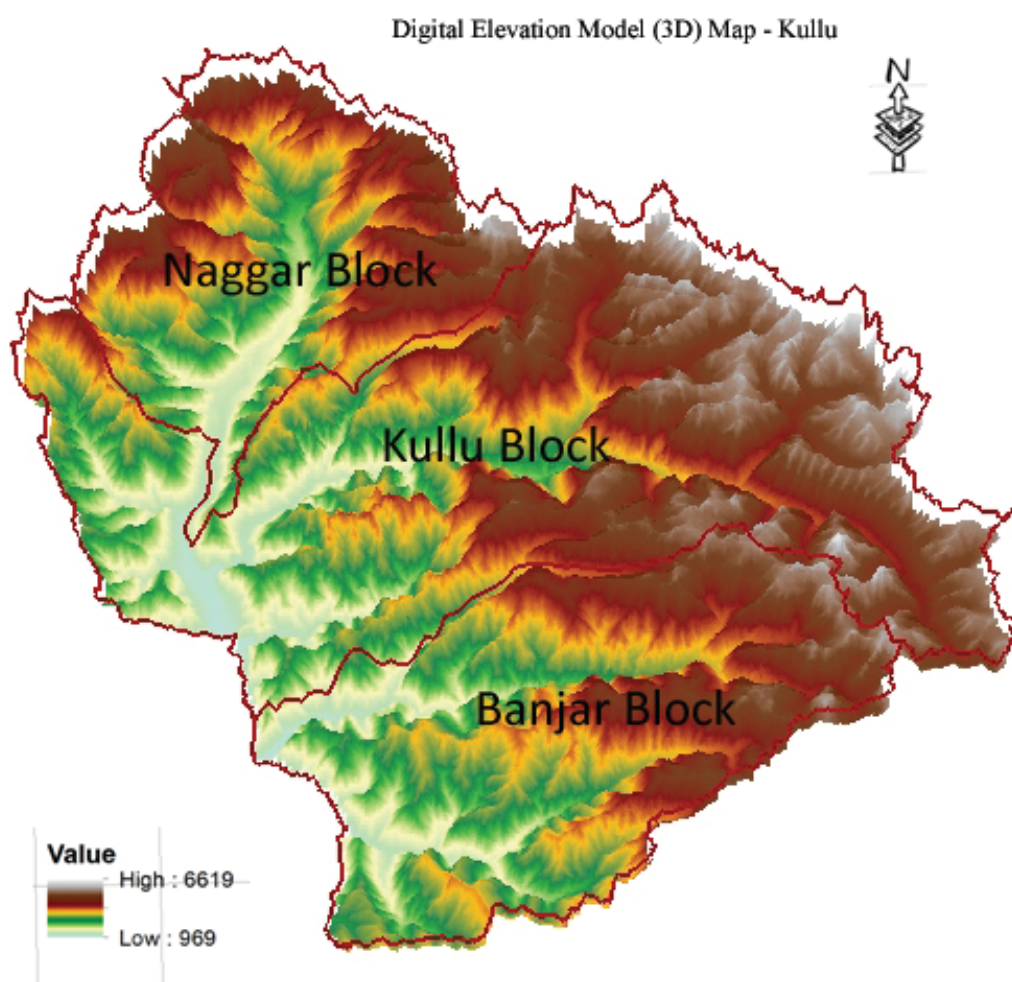 Digital Elevation Model (3D) Map - Kullu
N
Naggar Block
Kullu Block
Banjar Block
Value
High : 6619
Low : 969